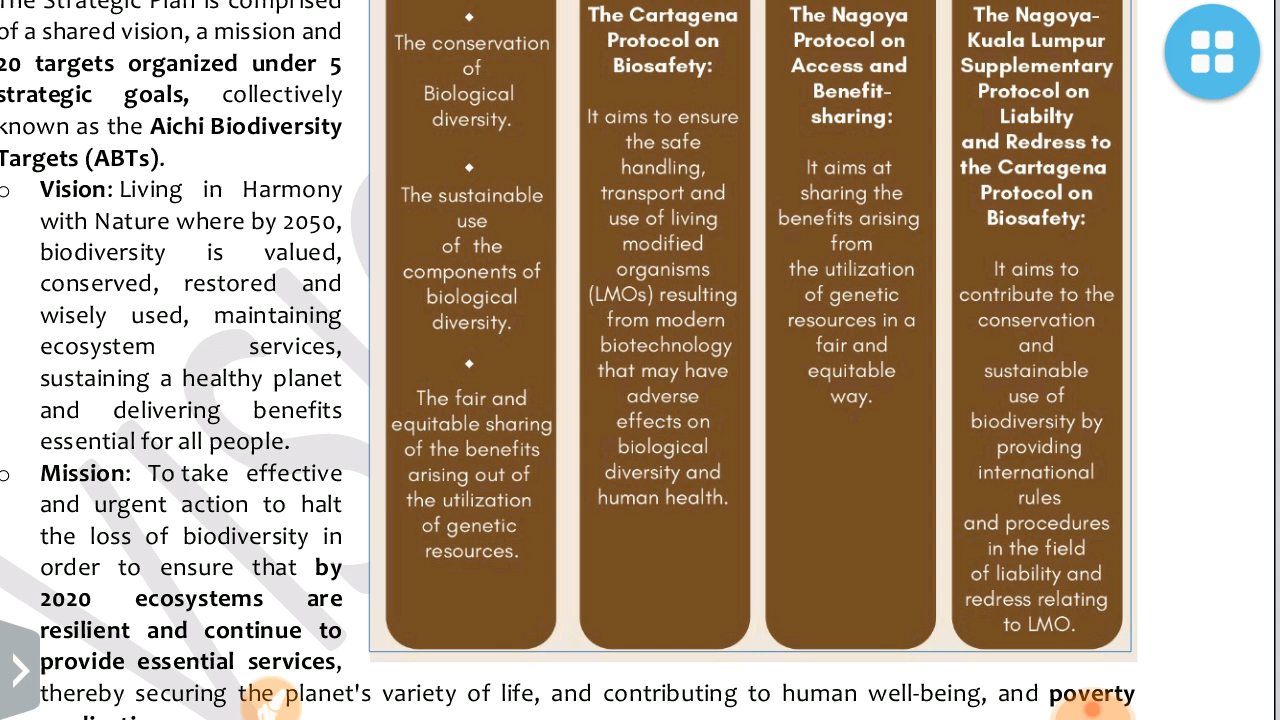 The Strategic Plan is comprised
of a shared vision, a mission and
20 targets organized under 5
strategic goals, collectively
known as the Aichi Biodiversity
Targets (ABTs).
o Vision: Living in Harmony
with Nature where by 2050,
biodiversity is valued,
conserved, restored and
wisely used, maintaining
ecosystem services,
sustaining a healthy planet
and delivering benefits
essential for all people.
o Mission: To take effective
and urgent action to halt
the loss of biodiversity in
order to ensure that by
2020 ecosystems are
resilient and continue to
provide essential services,
thereby securing the planet's variety of life, and contributing to human well-being, and poverty
The conservation
of
Biological
diversity.
The sustainable
use
of the
components of
biological
diversity.
The fair and
equitable sharing
of the benefits
arising out of
the utilization
of genetic
resources.
The Cartagena
Protocol on
Biosafety:
It aims to ensure
the safe
handling,
transport and
use of living
modified
organisms
(LMOs) resulting
from modern
biotechnology
that may have
adverse
effects on
biological
diversity and
human health.
The Nagoya
Protocol on
Access and
Benefit-
sharing:
It aims at
sharing the
benefits arising
from
the utilization
of genetic
resources in a
fair and
equitable
way.
The Nagoya-
Kuala Lumpur
Supplementary
Protocol on
Liabilty
and Redress to
the Cartagena
Protocol on
Biosafety:
It aims to
contribute to the
conservation
and
sustainable
use of
biodiversity by
providing
international
rules
and procedures
in the field
of liability and
redress relating
to LMO.